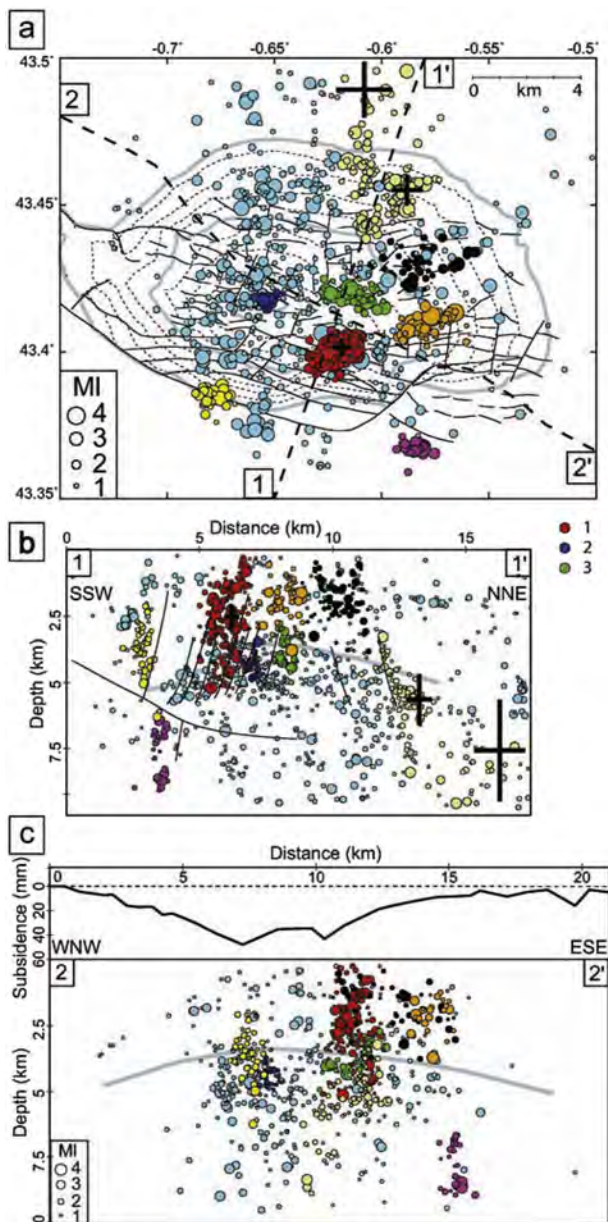 a
-0.7˚ -0.65˚ -0.6˚ -0.55˚ -0.5˚
43.5˚
2
1'
0 km 4
43.45˚
43.4˚
MI
4
3
2
1
1
2'
43.35˚
b
Distance (km)
0 5 10 15
1
SSW
1'
NNE
Depth (km)
2.5
5
7.5
1
2
3
c
Distance (km)
0 5 10 15 20
Subsidence (mm)
0
20
40
60
WNW
ESE
2
2'
Depth (km)
2.5
5
7.5
0
MI
4
3
2
1